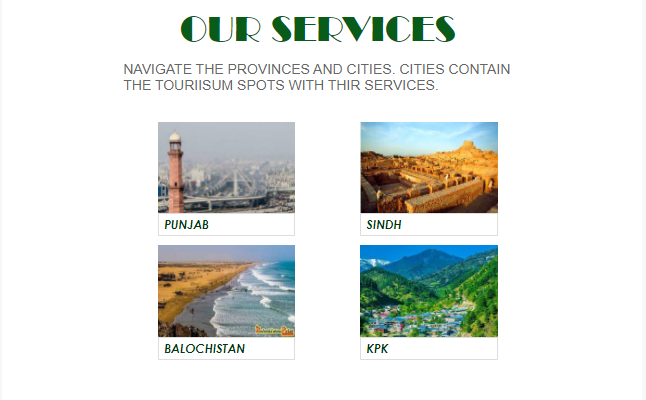 OUR SERVICES
NAVIGATE THE PROVINCES AND CITIES. CITIES CONTAIN
THE TOURIISUM SPOTS WITH THIR SERVICES.
PUNJAB
SINDH
BALOCHISTAN
KPK